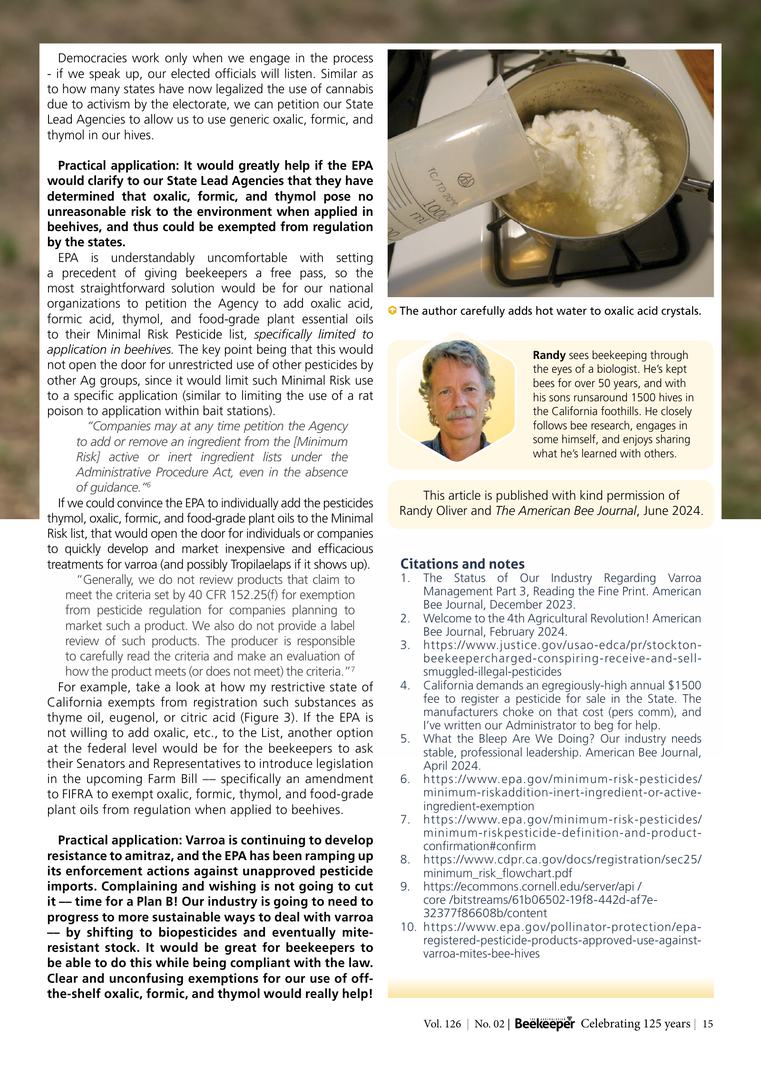 Democracies work only when we engage in the process
- if we speak up, our elected officials will listen. Similar as
to how many states have now legalized the use of cannabis
due to activism by the electorate, we can petition our State
Lead Agencies to allow us to use generic oxalic, formic, and
thymol in our hives.
Practical application: It would greatly help if the EPA
would clarify to our State Lead Agencies that they have
determined that oxalic, formic, and thymol pose no
unreasonable risk to the environment when applied in
beehives, and thus could be exempted from regulation
by the states.
EPA is understandably uncomfortable with setting
a precedent of giving beekeepers a free pass, so the
most straightforward solution would be for our national
organizations to petition the Agency to add oxalic acid,
formic acid, thymol, and food-grade plant essential oils
to their Minimal Risk Pesticide list, specifically limited to
application in beehives. The key point being that this would
not open the door for unrestricted use of other pesticides by
other Ag groups, since it would limit such Minimal Risk use
to a specific application (similar to limiting the use of a rat
poison to application within bait stations).
"Companies may at any time petition the Agency
to add or remove an ingredient from the [Minimum
Risk] active or inert ingredient lists under the
Administrative Procedure Act, even in the absence
of guidance."6
If we could convince the EPA to individually add the pesticides
thymol, oxalic, formic, and food-grade plant oils to the Minimal
Risk list, that would open the door for individuals or companies
to quickly develop and market inexpensive and efficacious
treatments for varroa (and possibly Tropilaelaps if it shows up).
"Generally, we do not review products that claim to
meet the criteria set by 40 CFR 152.25(f) for exemption
from pesticide regulation for companies planning to
market such a product. We also do not provide a label
review of such products. The producer is responsible
to carefully read the criteria and make an evaluation of
how the product meets (or does not meet) the criteria."7
For example, take a look at how my restrictive state of
California exempts from registration such substances as
thyme oil, eugenol, or citric acid (Figure 3). If the EPA is
not willing to add oxalic, etc., to the List, another option
at the federal level would be for the beekeepers to ask
their Senators and Representatives to introduce legislation
in the upcoming Farm Bill — specifically an amendment
to FIFRA to exempt oxalic, formic, thymol, and food-grade
plant oils from regulation when applied to beehives.
Practical application: Varroa is continuing to develop
resistance to amitraz, and the EPA has been ramping up
its enforcement actions against unapproved pesticide
imports. Complaining and wishing is not going to cut
it — time for a Plan B! Our industry is going to need to
progress to more sustainable ways to deal with varroa
— by shifting to biopesticides and eventually mite-
resistant stock. It would be great for beekeepers to
be able to do this while being compliant with the law.
Clear and unconfusing exemptions for our use of off-
the-shelf oxalic, formic, and thymol would really help!
TC/TD 20°C
1000
ml
The author carefully adds hot water to oxalic acid crystals.
Randy sees beekeeping through
the eyes of a biologist. He's kept
bees for over 50 years, and with
his sons runsaround 1500 hives in
the California foothills. He closely
follows bee research, engages in
some himself, and enjoys sharing
what he's learned with others.
This article is published with kind permission of
Randy Oliver and The American Bee Journal, June 2024.
Citations and notes
1. The Status of Our Industry Regarding Varroa
Management Part 3, Reading the Fine Print. American
Bee Journal, December 2023.
2. Welcome to the 4th Agricultural Revolution! American
Bee Journal, February 2024.
3. https://www.justice.gov/usao-edca/pr/stockton-
beekeepercharged-conspiring-receive-and-sell-
smuggled-illegal-pesticides
4. California demands an egregiously-high annual $1500
fee to register a pesticide for sale in the State. The
manufacturers choke on that cost (pers comm), and
I've written our Administrator to beg for help.
5. What the Bleep Are We Doing? Our industry needs
stable, professional leadership. American Bee Journal,
April 2024.
6. https://www.epa.gov/minimum-risk-pesticides/
minimum-riskaddition-inert-ingredient-or-active-
ingredient-exemption
7. https://www.epa.gov/minimum-risk-pesticides/
minimum-riskpesticide-definition-and-product-
confirmation#confirm
8. https://www.cdpr.ca.gov/docs/registration/sec25/
minimum_risk_flowchart.pdf
9. https://ecommons.cornell.edu/server/api /
core /bitstreams/61b06502-19f8-442d-af7e-
32377f86608b/content
10. https://www.epa.gov/pollinator-protection/epa-
registered-pesticide-products-approved-use-against-
varroa-mites-bee-hives
Vol. 126 | No. 02 | Beekeeper Celebrating 125 years | 15